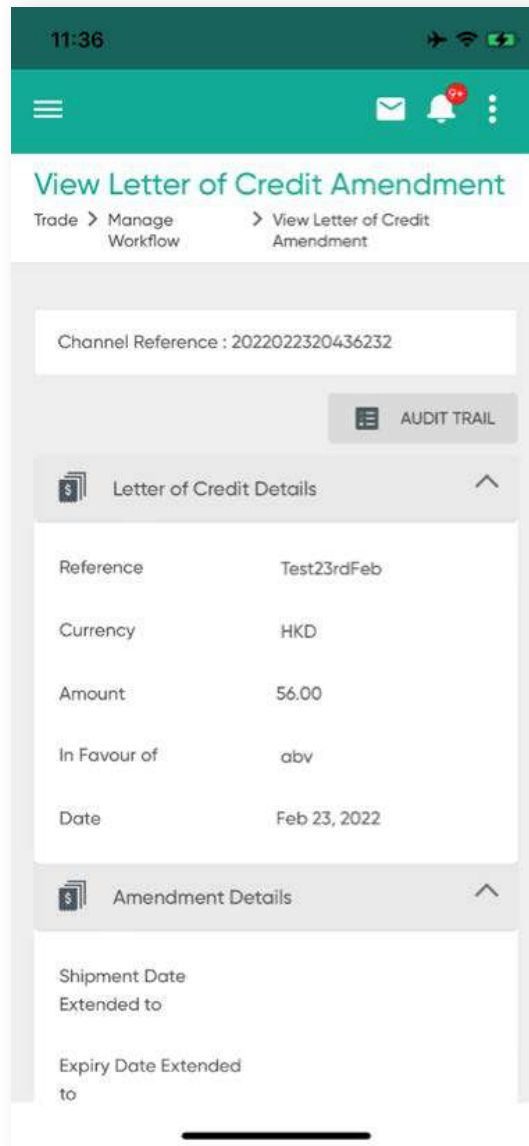 11:36
9+
View Letter of Credit Amendment
Trade > Manage Workflow > View Letter of Credit Amendment
Channel Reference : 2022022320436232
AUDIT TRAIL
Letter of Credit Details
Reference Test23rdFeb
Currency HKD
Amount 56.00
In Favour of abv
Date Feb 23, 2022
Amendment Details
Shipment Date
Extended to
Expiry Date Extended
to